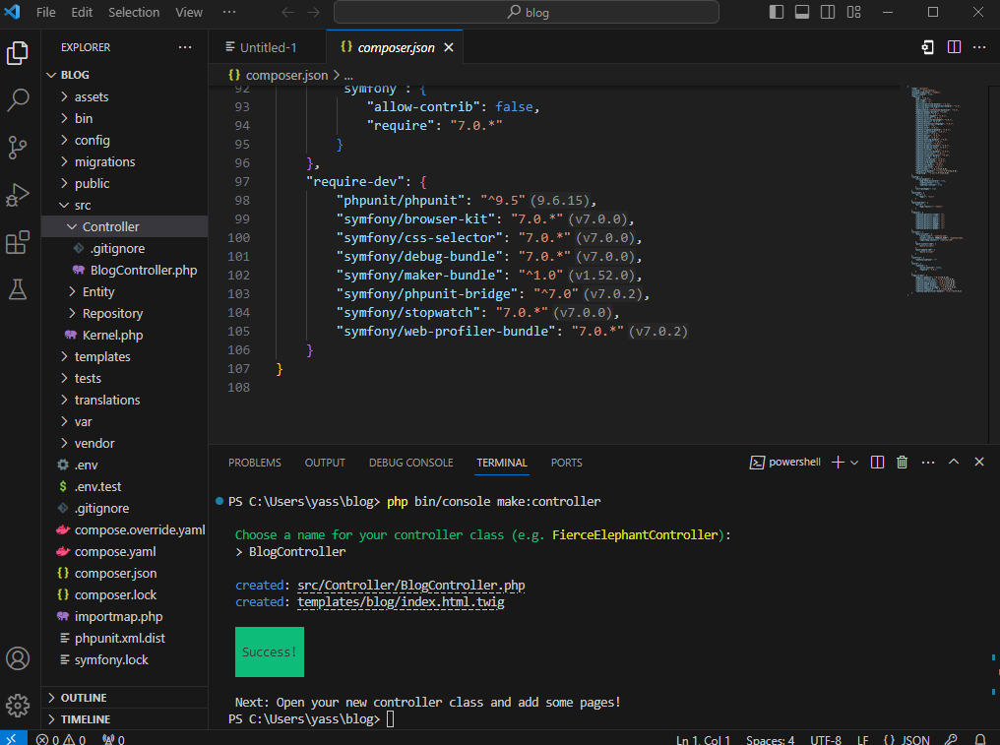 File Edit Selection View ··· blog
EXPLORER ···
BLOG
assets
bin
config
migrations
public
src
Controller
.gitignore
BlogController.php
Entity
Repository
Kernel.php
templates
tests
translations
var
vendor
.env
.env.test
.gitignore
compose.override.yaml
compose.yaml
composer.json
composer.lock
importmap.php
phpunit.xml.dist
symfony.lock
OUTLINE
TIMELINE
Untitled-1 {} composer.json
{} composer.json > ...
92 "symfony": {
93 "allow-contrib": false,
94 "require": "7.0.*"
95 }
96 },
97 "require-dev": {
98 "phpunit/phpunit": "^9.5" (9.6.15),
99 "symfony/browser-kit": "7.0.*" (v7.0.0),
100 "symfony/css-selector": "7.0.*" (v7.0.0),
101 "symfony/debug-bundle": "7.0.*" (v7.0.0),
102 "symfony/maker-bundle": "^1.0" (v1.52.0),
103 "symfony/phpunit-bridge": "^7.0" (v7.0.2),
104 "symfony/stopwatch": "7.0.*" (v7.0.0),
105 "symfony/web-profiler-bundle": "7.0.*" (v7.0.2)
106 }
107 }
108
PROBLEMS OUTPUT DEBUG CONSOLE TERMINAL PORTS powershell
PS C:\Users\yass\blog> php bin/console make:controller
Choose a name for your controller class (e.g. FierceElephantController):
> BlogController
created: src/Controller/BlogController.php
created: templates/blog/index.html.twig
Success!
Next: Open your new controller class and add some pages!
PS C:\Users\yass\blog>
0 0 0 Ln 1, Col 1 Spaces: 4 UTF-8 LF {} JSON